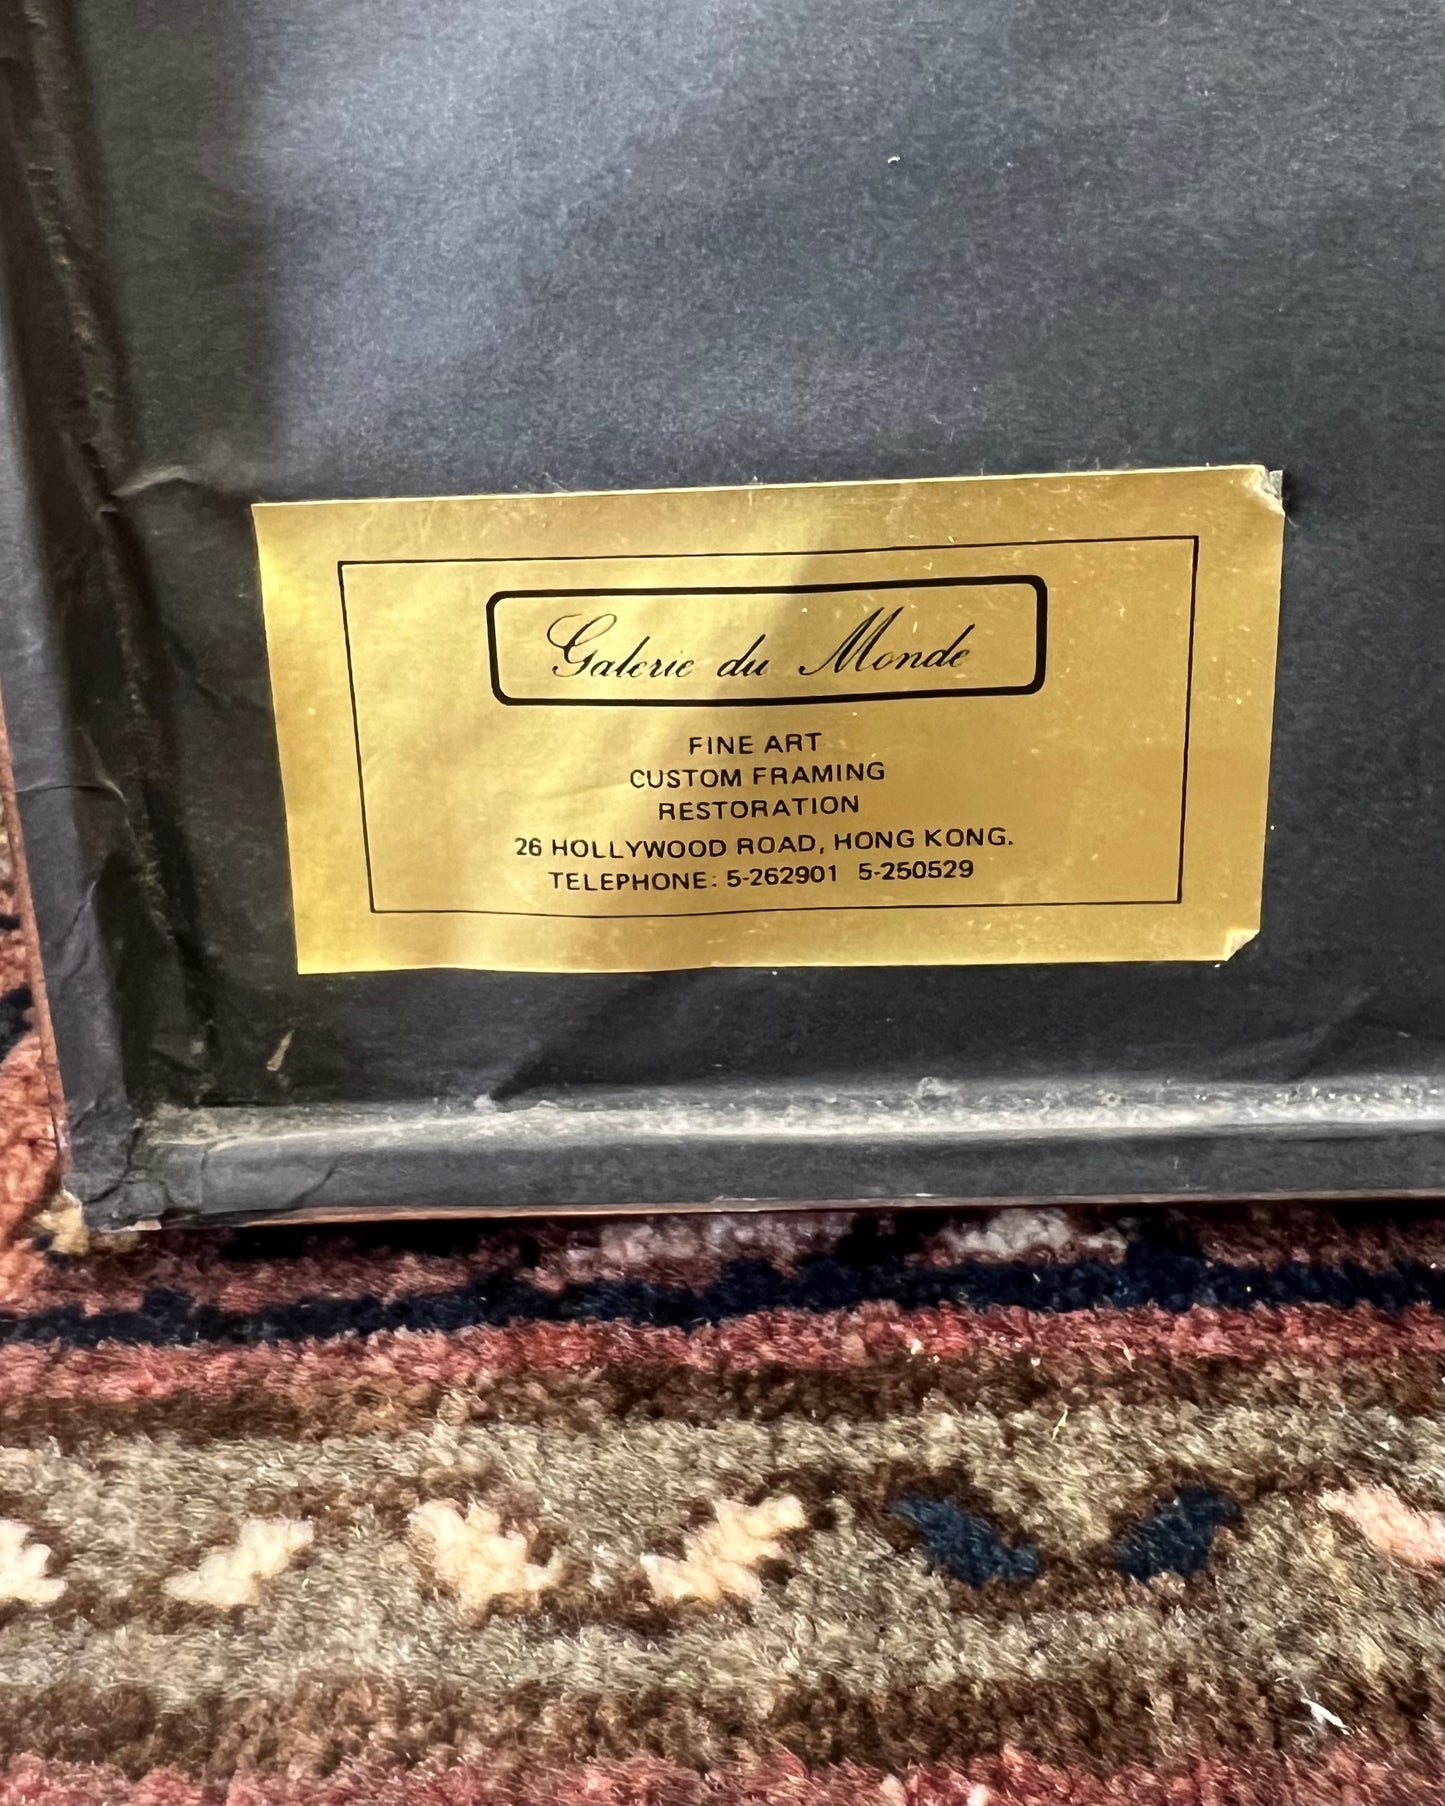 Galerie du Monde
FINE ART
CUSTOM FRAMING
RESTORATION
26 HOLLYWOOD ROAD, HONG KONG.
TELEPHONE: 5-262901 5-250529